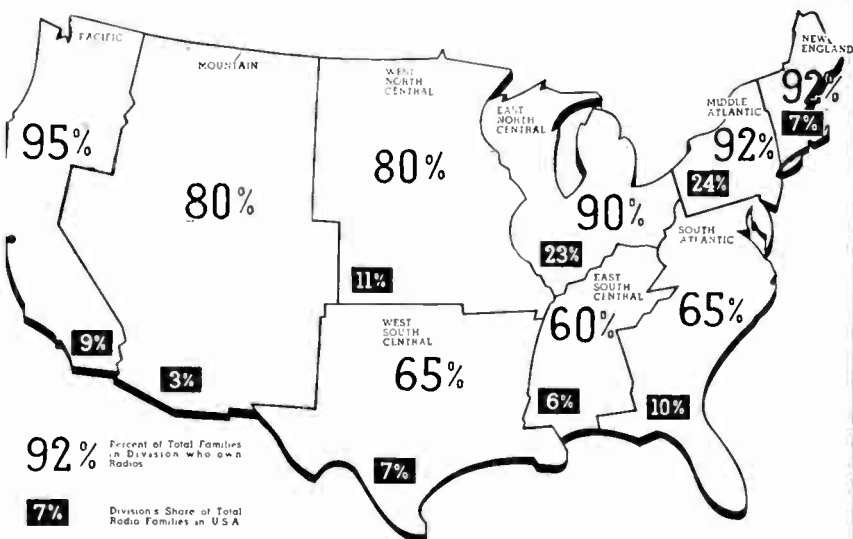 PACIFIC
95%
9%
MOUNTAIN
80%
3%
WEST
NORTH
CENTRAL
80%
11%
WEST
SOUTH
CENTRAL
65%
7%
EAST
NORTH
CENTRAL
90%
23%
EAST
SOUTH
CENTRAL
60%
6%
MIDDLE
ATLANTIC
92%
24%
NEW
ENGLAND
92%
7%
SOUTH
ATLANTIC
65%
10%
92% Percent of Total Families
in Division who own
Radios
7% Division's Share of Total
Radio Families in USA